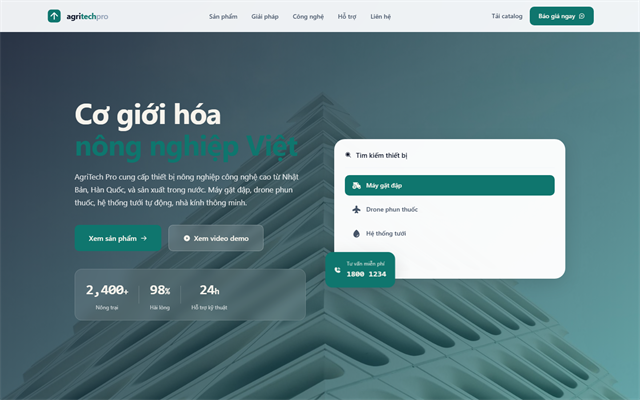 agritechpro
Sản phẩm
Giải pháp
Công nghệ
Hỗ trợ
Liên hệ
Tải catalog
Báo giá ngay
Cơ giới hóa
nông nghiệp Việt
AgriTech Pro cung cấp thiết bị nông nghiệp công nghệ cao từ Nhật
Bản, Hàn Quốc, và sản xuất trong nước. Máy gặt đập, drone phun
thuốc, hệ thống tưới tự động, nhà kính thông minh.
Xem sản phẩm
Xem video demo
2,400+
Nông trại
98%
Hài lòng
24h
Hỗ trợ kỹ thuật
Tìm kiếm thiết bị
Máy gặt đập
Drone phun thuốc
Hệ thống tưới
Tư vấn miễn phí
1800 1234